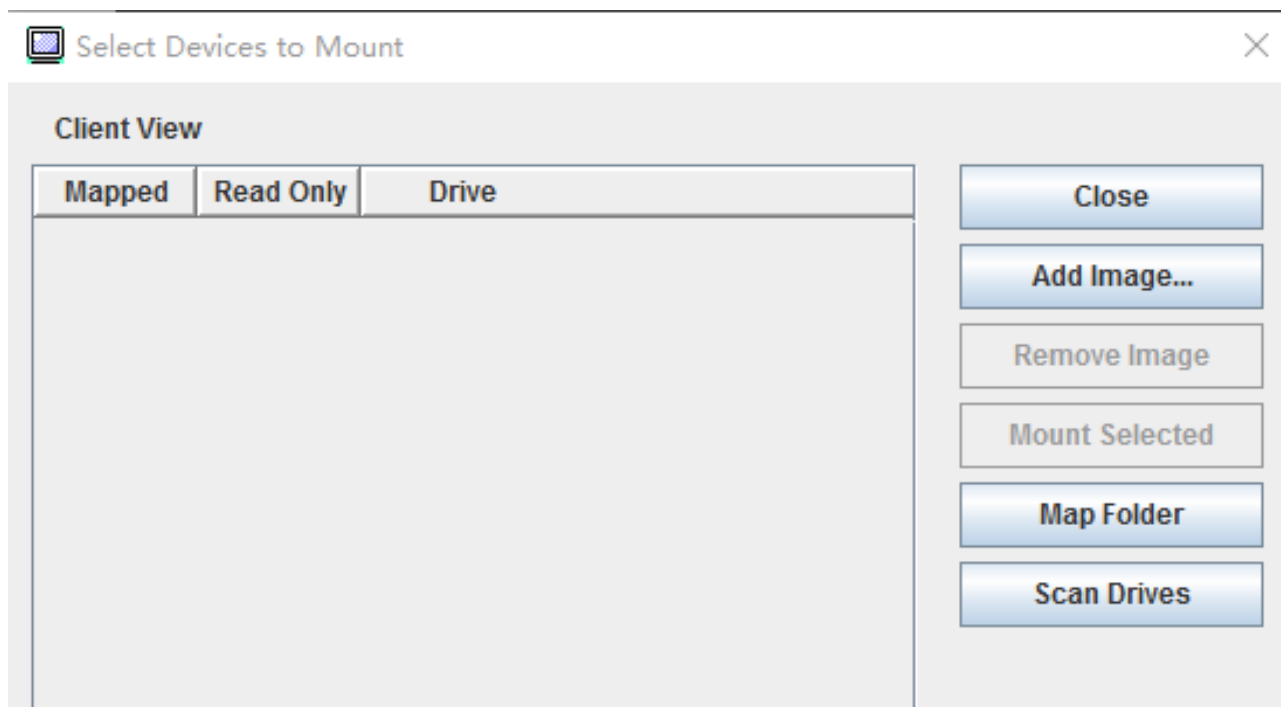 Select Devices to Mount
Client View
Mapped Read Only Drive
Close
Add Image...
Remove Image
Mount Selected
Map Folder
Scan Drives